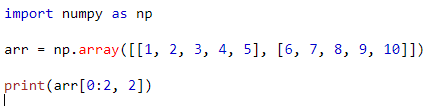 import numpy as np
arr = np.array([[1, 2, 3, 4, 5], [6, 7, 8, 9, 10]])
print(arr[0:2, 2])